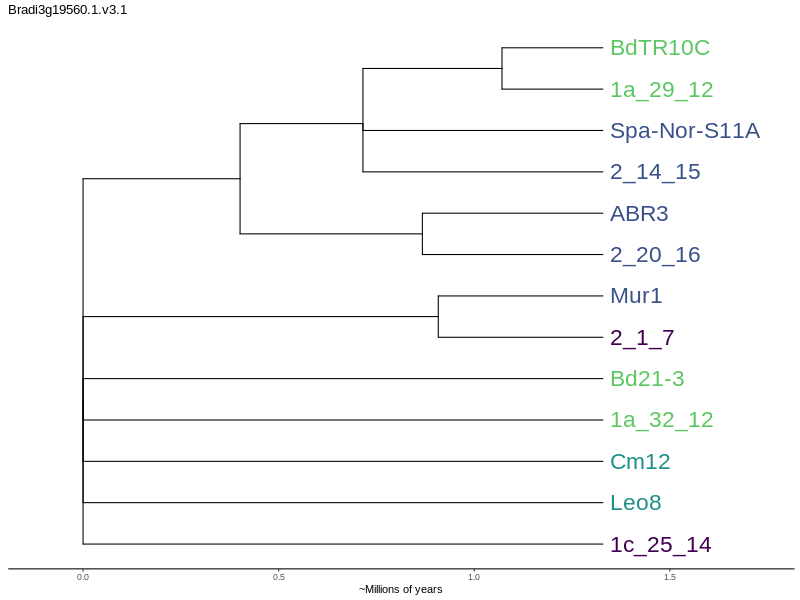 Bradi3g19560.1.v3.1
BdTR10C
1a_29_12
Spa-Nor-S11A
2_14_15
ABR3
2_20_16
Mur1
2_1_7
Bd21-3
1a_32_12
Cm12
Leo8
1c_25_14
0.0 0.5 1.0 1.5
~Millions of years